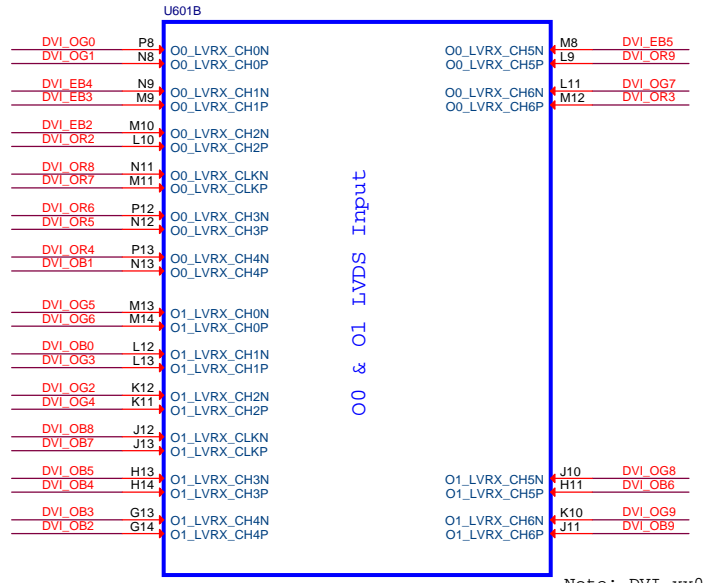 U601B
DVI_OG0 P8 O0_LVRX_CH0N O0_LVRX_CH5N M8 DVI_EB5
DVI_OG1 N8 O0_LVRX_CH0P O0_LVRX_CH5P L9 DVI_OR9
DVI_EB4 N9 O0_LVRX_CH1N O0_LVRX_CH6N L11 DVI_OG7
DVI_EB3 M9 O0_LVRX_CH1P O0_LVRX_CH6P M12 DVI_OR3
DVI_EB2 M10 O0_LVRX_CH2N
DVI_OR2 L10 O0_LVRX_CH2P
DVI_OR8 N11 O0_LVRX_CLKN
DVI_OR7 M11 O0_LVRX_CLKP
DVI_OR6 P12 O0_LVRX_CH3N
DVI_OR5 N12 O0_LVRX_CH3P
DVI_OR4 P13 O0_LVRX_CH4N
DVI_OB1 N13 O0_LVRX_CH4P
O0 & O1 LVDS Input
DVI_OG5 M13 O1_LVRX_CH0N
DVI_OG6 M14 O1_LVRX_CH0P
DVI_OB0 L12 O1_LVRX_CH1N
DVI_OG3 L13 O1_LVRX_CH1P
DVI_OG2 K12 O1_LVRX_CH2N
DVI_OG4 K11 O1_LVRX_CH2P
DVI_OB8 J12 O1_LVRX_CLKN
DVI_OB7 J13 O1_LVRX_CLKP
DVI_OB5 H13 O1_LVRX_CH3N O1_LVRX_CH5N J10 DVI_OG8
DVI_OB4 H14 O1_LVRX_CH3P O1_LVRX_CH5P H11 DVI_OB6
DVI_OB3 G13 O1_LVRX_CH4N O1_LVRX_CH6N K10 DVI_OG9
DVI_OB2 G14 O1_LVRX_CH4P O1_LVRX_CH6P J11 DVI_OB9